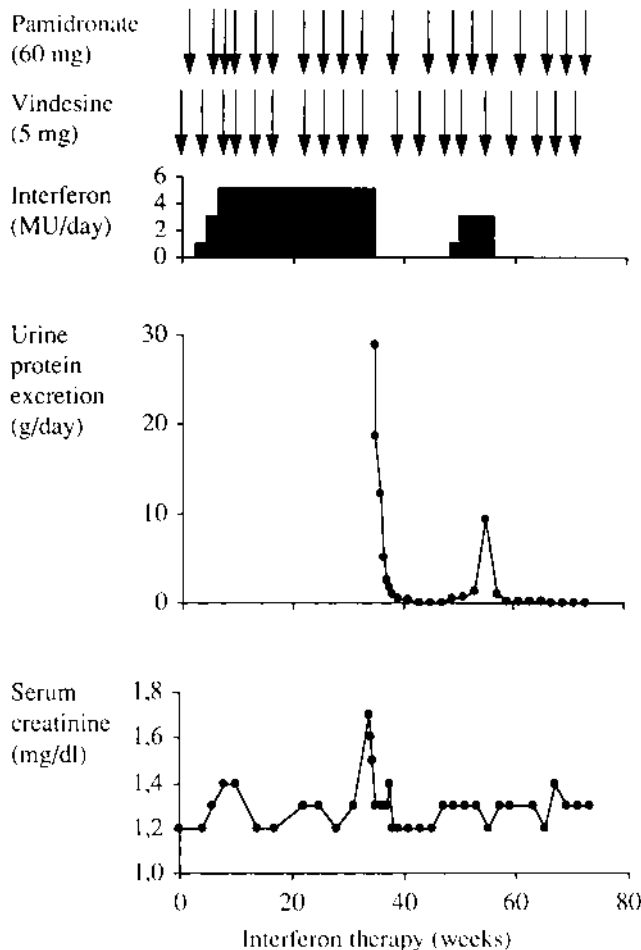 Pamidronate
(60 mg)
Vindesine
(5 mg)
Interferon
(MU/day)
6
4
2
0
Urine
protein
excretion
(g/day)
30
20
10
0
Serum
creatinine
(mg/dl)
1,8
1,6
1,4
1,2
1,0
0 20 40 60 80
Interferon therapy (weeks)